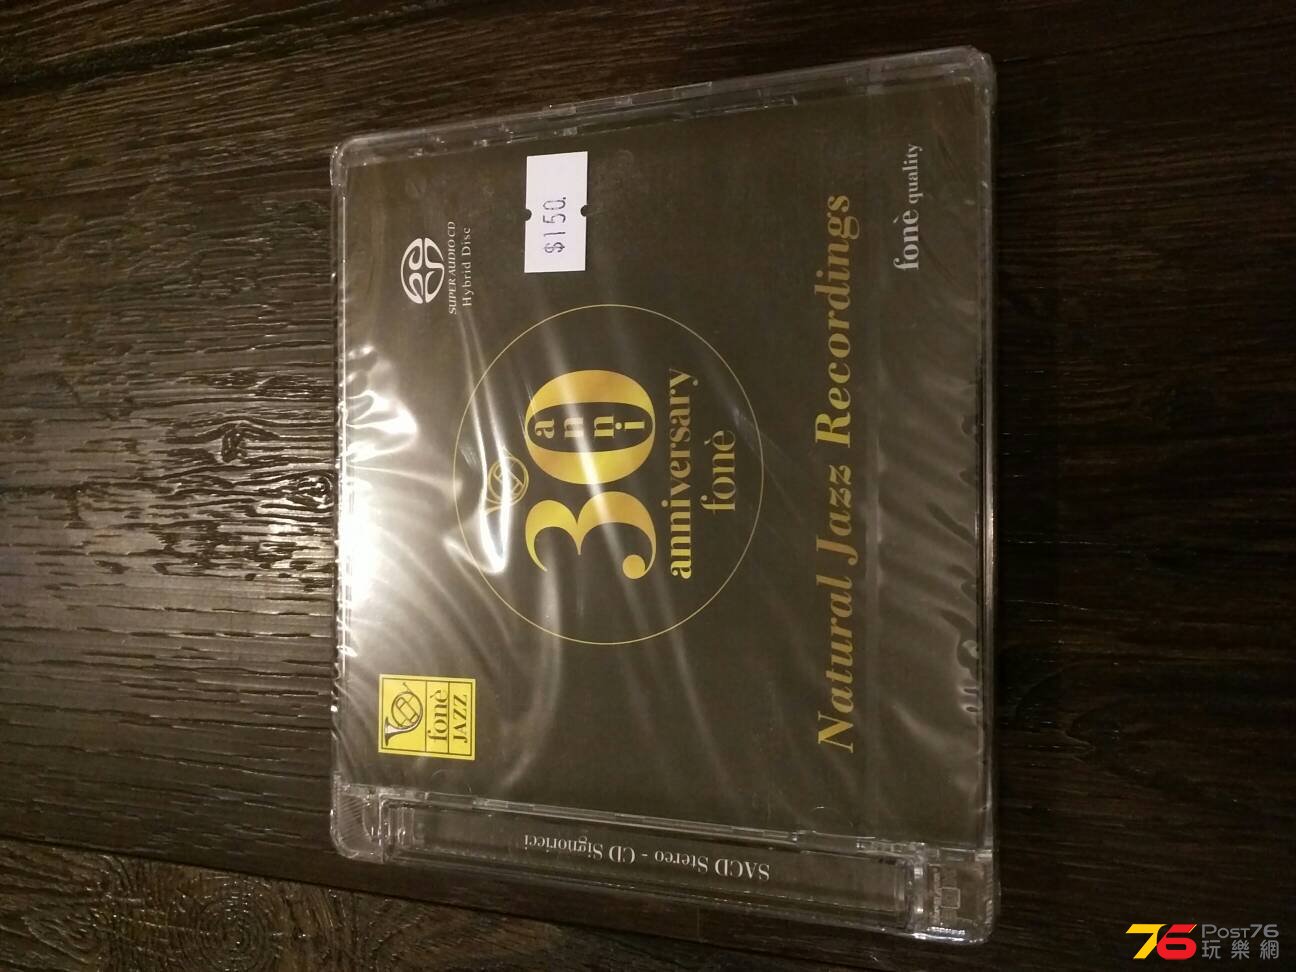 fonè
JAZZ
SUPER AUDIO CD
Hybrid Disc
$150.
30
anni
anniversary
fonè
Natural Jazz Recordings
fonè quality
SACD Stereo - CD Signoricci
76 POST76
玩樂網